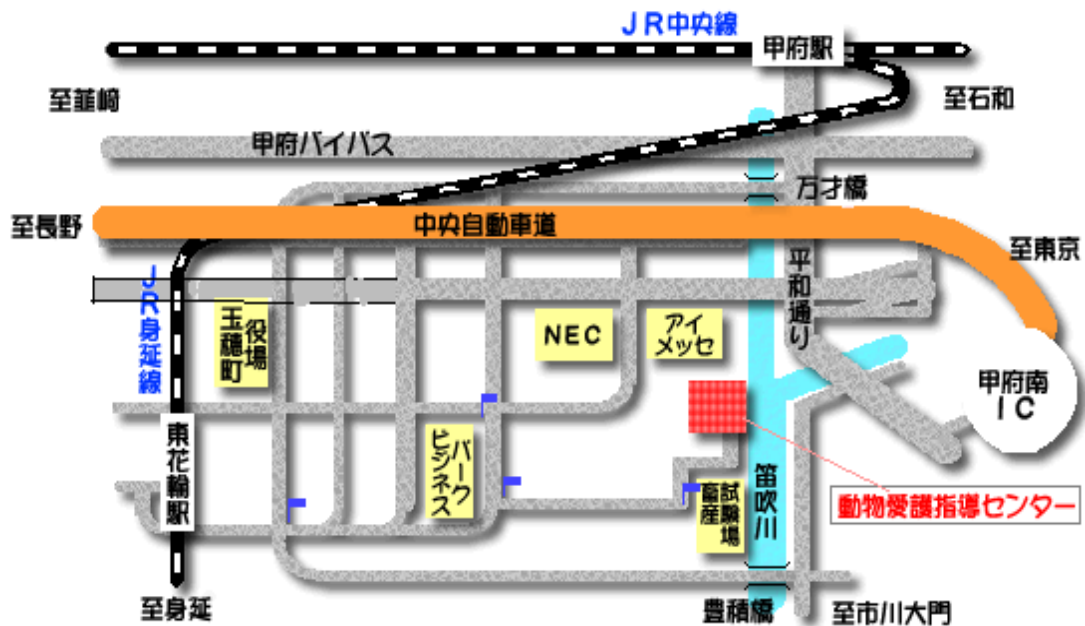 JR中央線
甲府駅
至韮崎
至石和
甲府バイパス
万才橋
至長野
中央自動車道
至東京
平和通り
JR身延線
玉穂町
役場
NEC
アイ
メッセ
甲府南
IC
東花輪駅
ビジネス
パーク
畜産
試験場
笛吹川
動物愛護指導センター
至身延
豊積橋
至市川大門